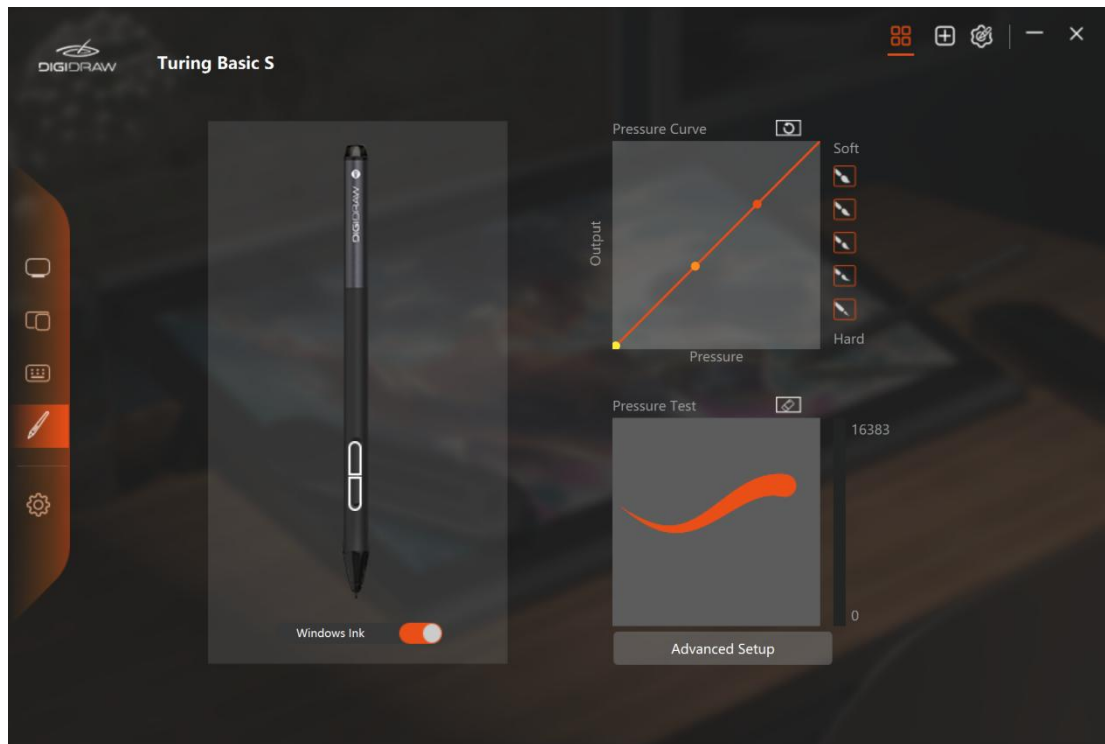 DIGIDRAW
Turing Basic S
DIGIDRAW
Windows Ink
Pressure Curve
Output
Pressure
Soft
Hard
Pressure Test
16383
0
Advanced Setup